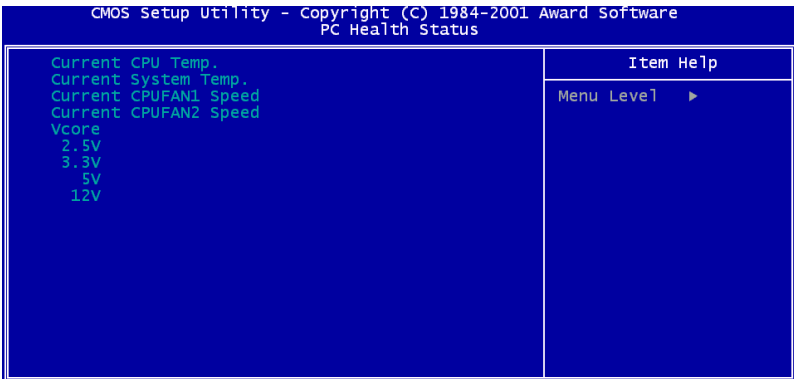 CMOS Setup Utility - Copyright (C) 1984-2001 Award Software
PC Health Status
Current CPU Temp.
Current System Temp.
Current CPUFAN1 Speed
Current CPUFAN2 Speed
Vcore
2.5V
3.3V
5V
12V
Item Help
Menu Level ►